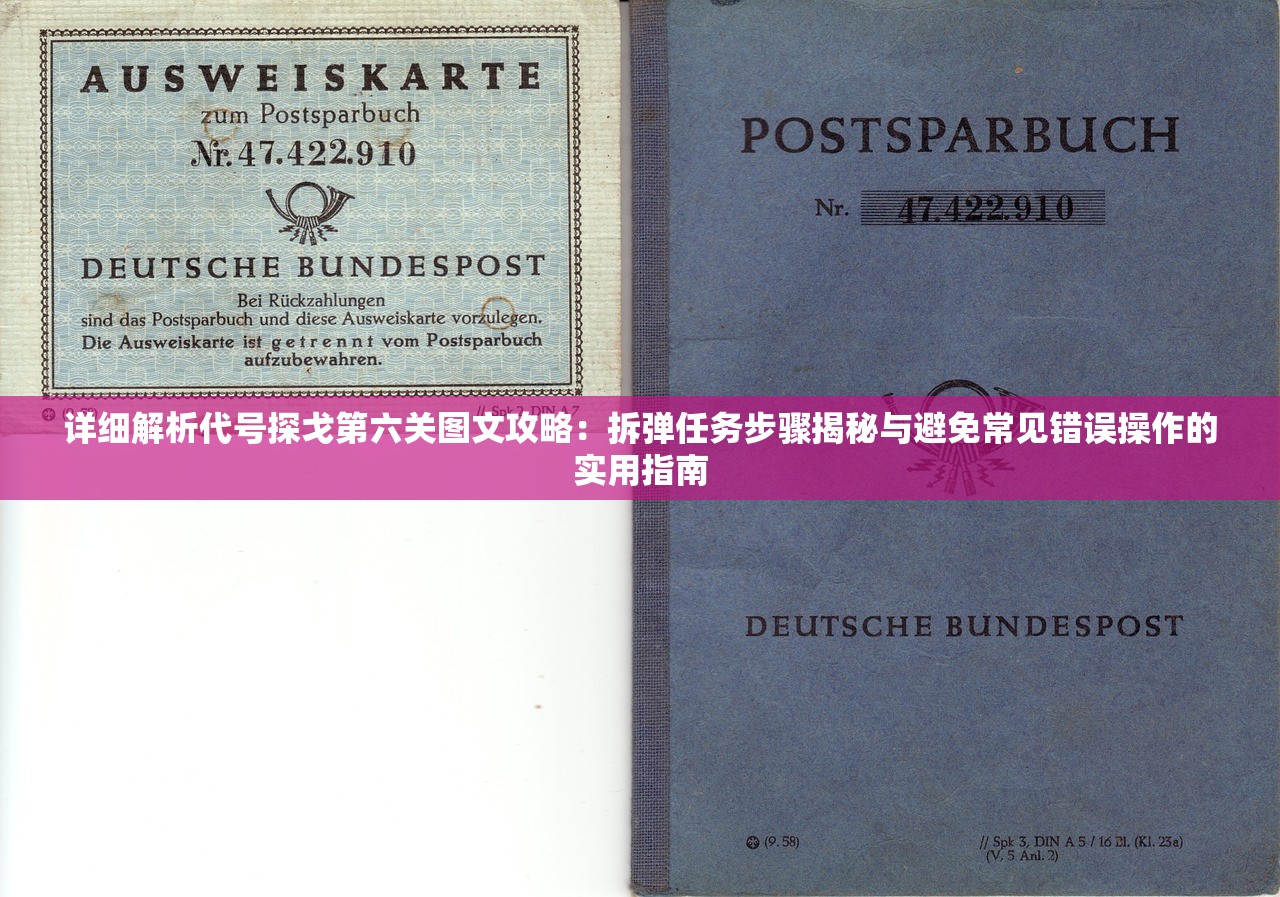 AUSWEISKARTE
zum Postsparbuch
Nr. 47.422.910
DEUTSCHE BUNDESPOST
Bei Rückzahlungen
sind das Postsparbuch und diese Ausweiskarte vorzulegen.
Die Ausweiskarte ist getrennt vom Postsparbuch
aufzubewahren.
POSTSPARBUCH
Nr. 47.422.910
详细解析代号探戈第六关图文攻略：拆弹任务步骤揭秘与避免常见错误操作的
实用指南
DEUTSCHE BUNDESPOST
(9. 58)
// Spk 3, DIN A 5 / 16 Bl. (Kl. 23a)
(V, 5 Anl. 2)